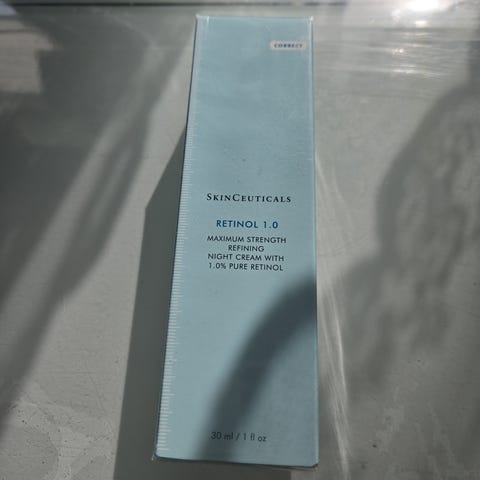 CORRECT
SKINCEUTICALS
RETINOL 1.0
MAXIMUM STRENGTH
REFINING
NIGHT CREAM WITH
1.0% PURE RETINOL
30 ml / 1 fl oz